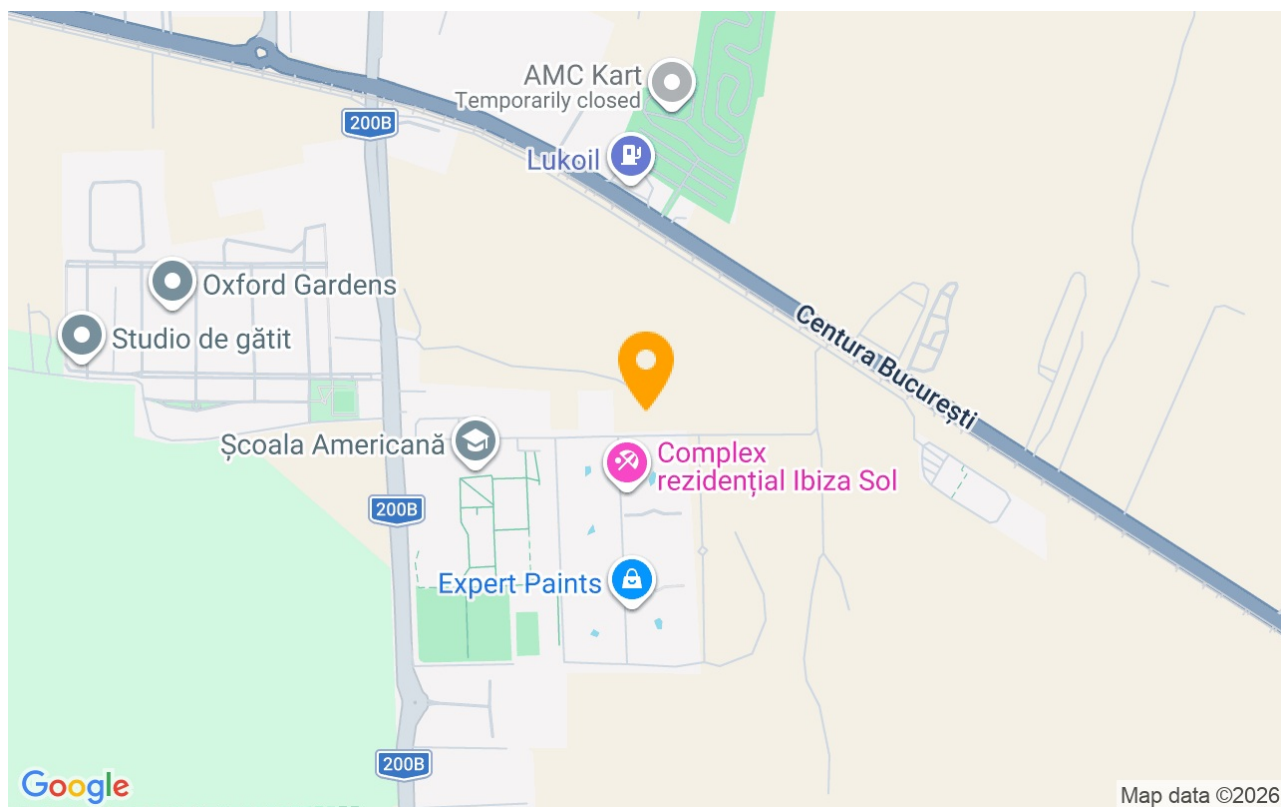 AMC Kart
Temporarily closed
200B
Lukoil
Oxford Gardens
Studio de gătit
Centura București
Școala Americană
Complex
rezidențial Ibiza Sol
200B
Expert Paints
200B
Google
Map data ©2026